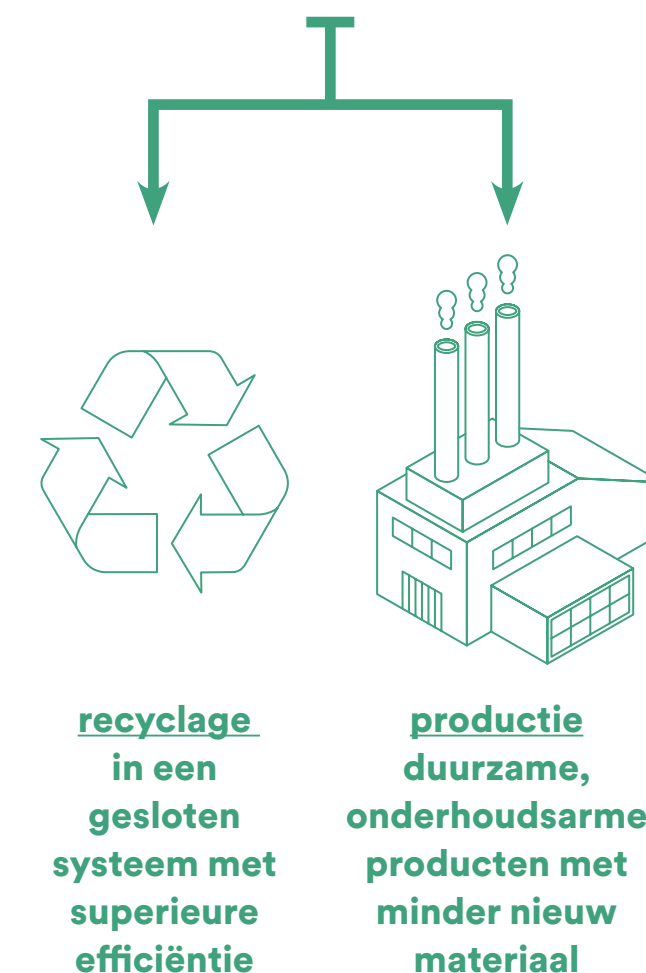 recyclage
in een
gesloten
systeem met
superieure
efficiëntie
productie
duurzame,
onderhoudsarme
producten met
minder nieuw
materiaal